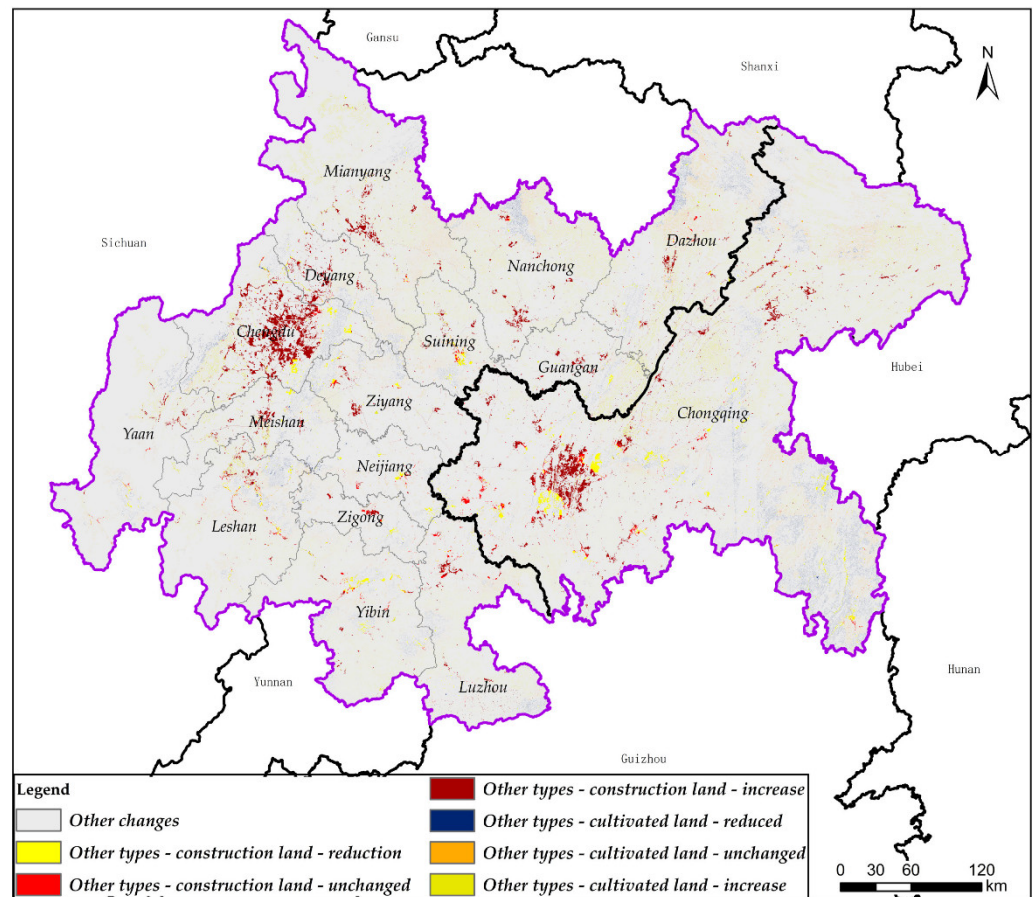 Gansu
Shanxi
N
Mianyang
Sichuan
Dazhou
Nanchong
Deyang
Chengdu
Suining
Guangan
Hubei
Ziyang
Chongqing
Meishan
Yaan
Neijiang
Leshan
Zigong
Yibin
Hunan
Yunnan
Luzhou
Guizhou
Legend
Other changes
Other types - construction land - reduction
Other types - construction land - unchanged
Other types - construction land - increase
Other types - cultivated land - reduced
Other types - cultivated land - unchanged
Other types - cultivated land - increase
0 30 60 120
km